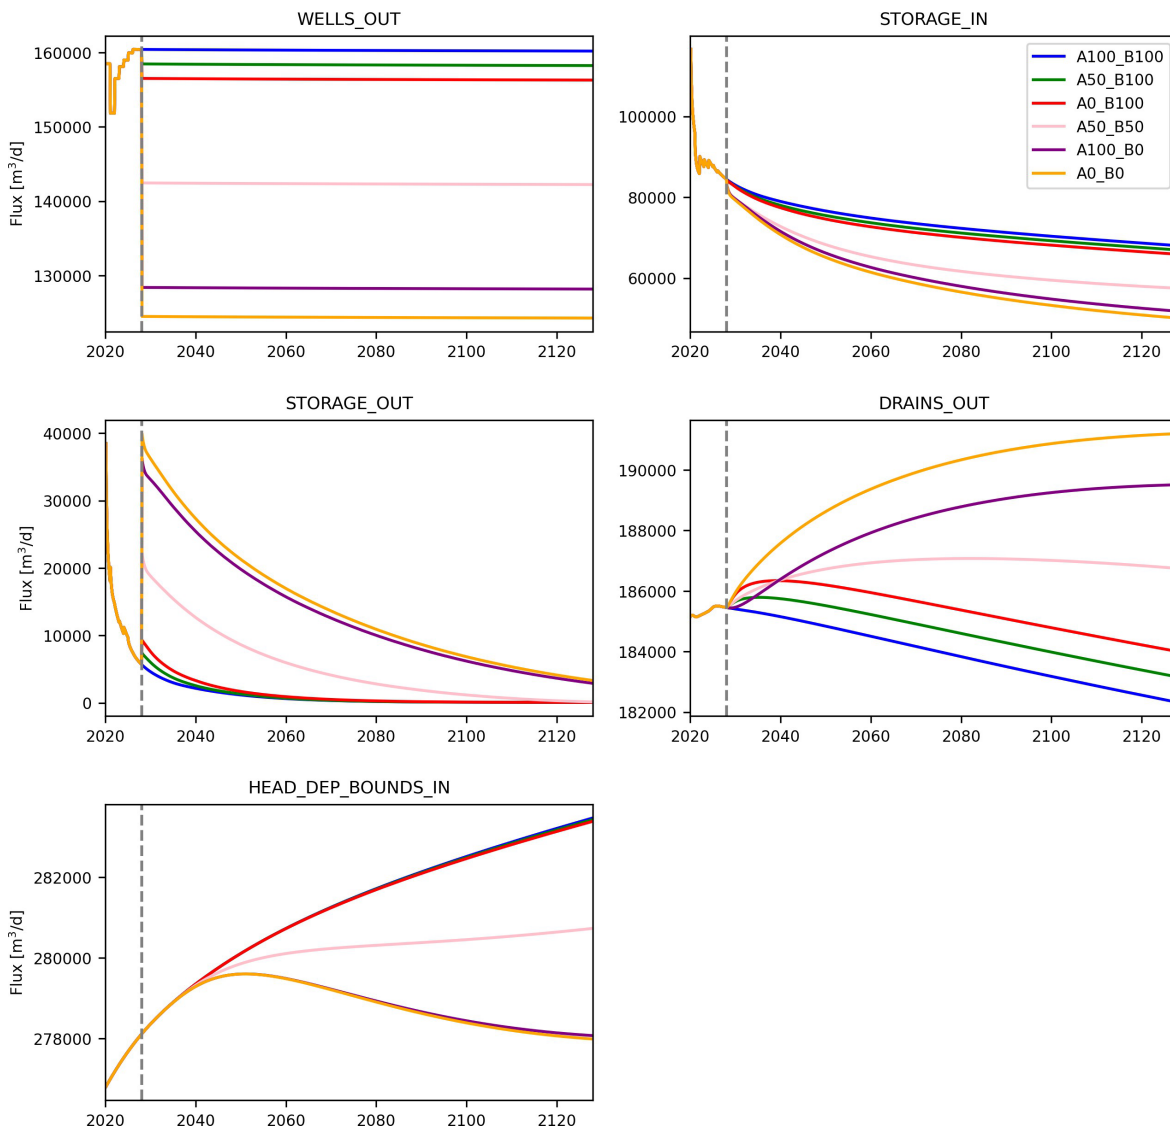 WELLS_OUT
Flux [m³/d]
160000
150000
140000
130000
2020 2040 2060 2080 2100 2120
STORAGE_IN
100000
80000
60000
2020 2040 2060 2080 2100 2120
A100_B100
A50_B100
A0_B100
A50_B50
A100_B0
A0_B0
STORAGE_OUT
Flux [m³/d]
40000
30000
20000
10000
0
2020 2040 2060 2080 2100 2120
DRAINS_OUT
190000
188000
186000
184000
182000
2020 2040 2060 2080 2100 2120
HEAD_DEP_BOUNDS_IN
Flux [m³/d]
282000
280000
278000
2020 2040 2060 2080 2100 2120